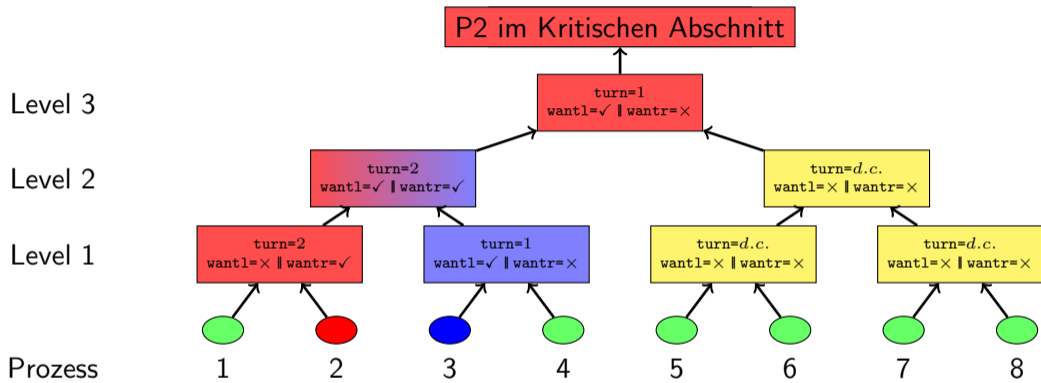 P2 im Kritischen Abschnitt
Level 3
turn=1
wantl=✓ ‖ wantr=×
Level 2
turn=2
wantl=✓ ‖ wantr=✓
turn=d.c.
wantl=× ‖ wantr=×
Level 1
turn=2
wantl=× ‖ wantr=✓
turn=1
wantl=✓ ‖ wantr=×
turn=d.c.
wantl=× ‖ wantr=×
turn=d.c.
wantl=× ‖ wantr=×
Prozess 1 2 3 4 5 6 7 8